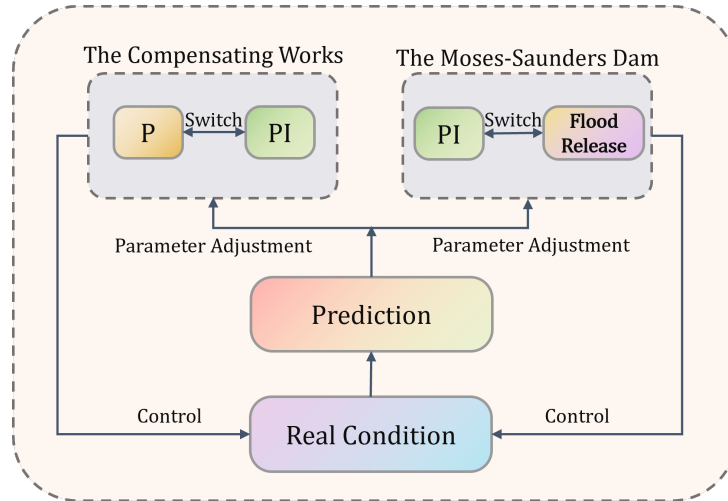 The Compensating Works
The Moses-Saunders Dam
P
Switch
PI
PI
Switch
Flood
Release
Parameter Adjustment
Parameter Adjustment
Prediction
Control
Control
Real Condition